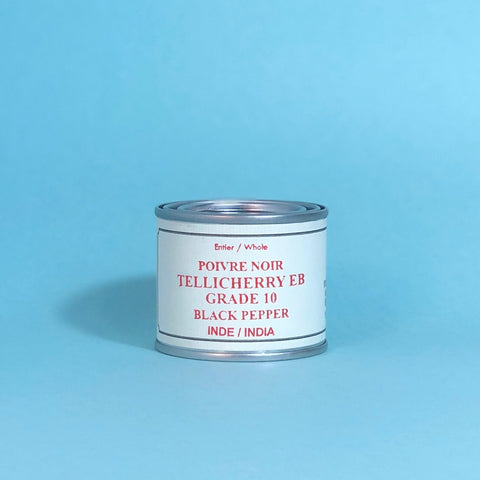 Entier / Whole
POIVRE NOIR
TELLICHERRY EB
GRADE 10
BLACK PEPPER
INDE / INDIA